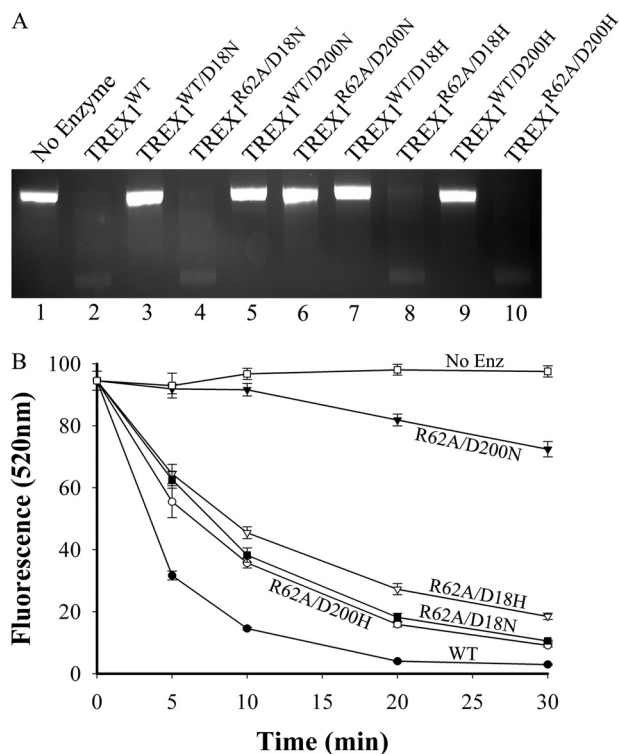 A
No Enzyme
TREX1WT
TREX1WT/D18N
TREX1R62A/D18N
TREX1WT/D200N
TREX1R62A/D200N
TREX1WT/D18H
TREX1R62A/D18H
TREX1WT/D200H
TREX1R62A/D200H
1 2 3 4 5 6 7 8 9 10
B
100
80
60
40
20
0
Fluorescence (520nm)
No Enz
R62A/D200N
R62A/D18H
R62A/D200H
R62A/D18N
WT
0 5 10 15 20 25 30
Time (min)